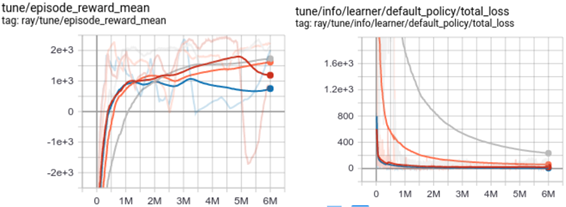 tune/episode_reward_mean
tag: ray/tune/episode_reward_mean
2e+3
1e+3
0
-1e+3
-2e+3
0 1M 2M 3M 4M 5M 6M
tune/info/learner/default_policy/total_loss
tag: ray/tune/info/learner/default_policy/total_loss
1.6e+3
1.2e+3
800
400
0
0 1M 2M 3M 4M 5M 6M